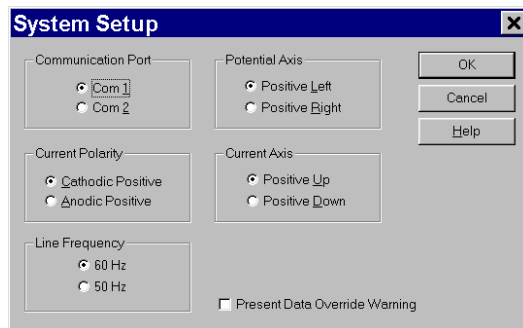 System Setup
Communication Port
Com 1
Com 2
Potential Axis
Positive Left
Positive Right
OK
Cancel
Help
Current Polarity
Cathodic Positive
Anodic Positive
Current Axis
Positive Up
Positive Down
Line Frequency
60 Hz
50 Hz
Present Data Override Warning